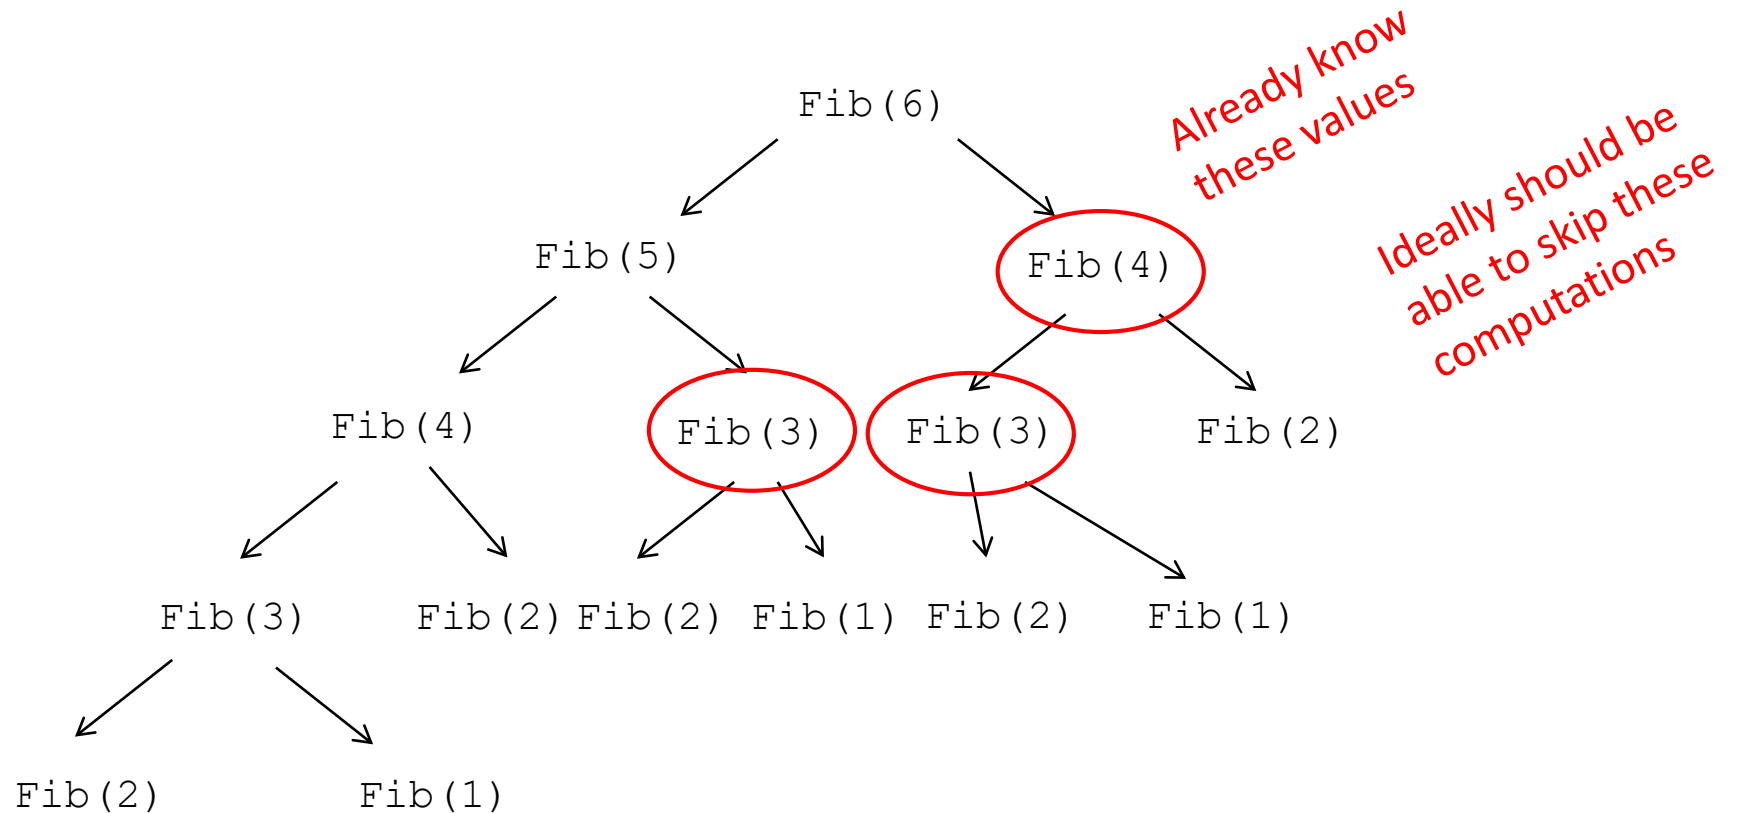 Fib(6)
Already know
these values
Ideally should be
able to skip these
computations
Fib(5)
Fib(4)
Fib(4)
Fib(3)
Fib(3)
Fib(2)
Fib(3)
Fib(2)
Fib(2)
Fib(1)
Fib(2)
Fib(1)
Fib(2)
Fib(1)